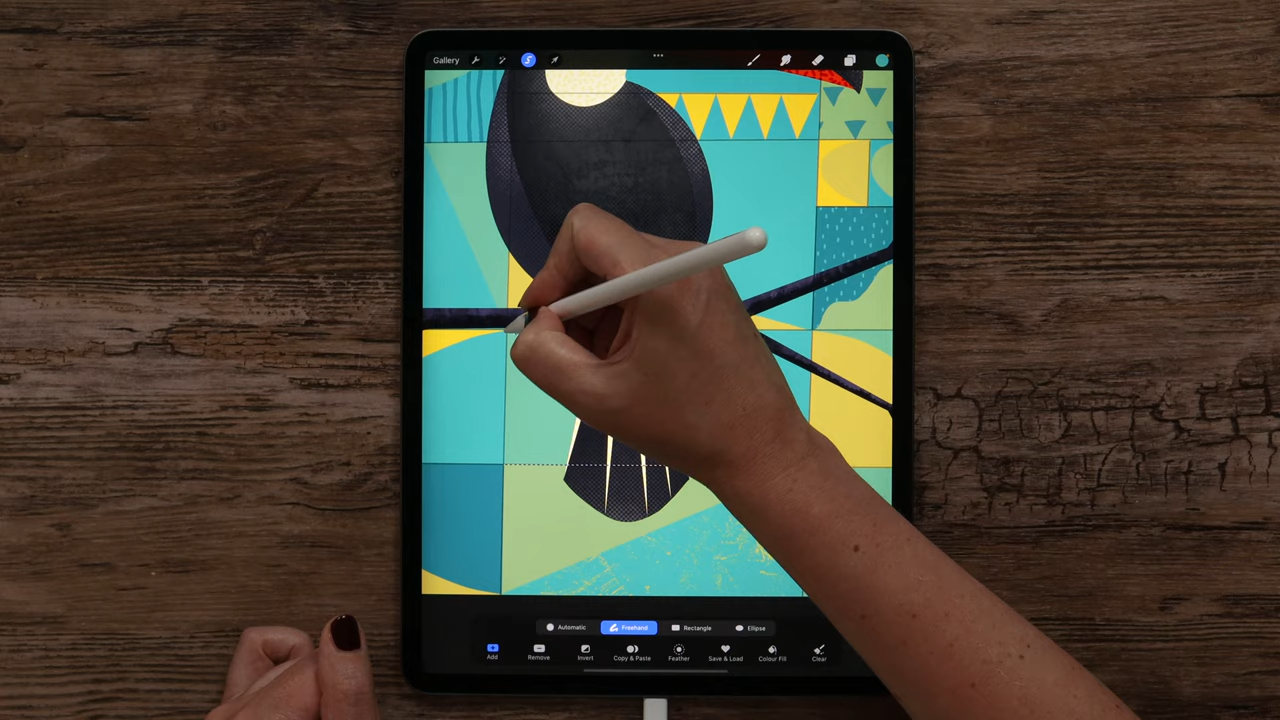 Gallery
Automatic Freehand Rectangle Ellipse
Add Remove Invert Copy & Paste Feather Save & Load Colour Fill Clear